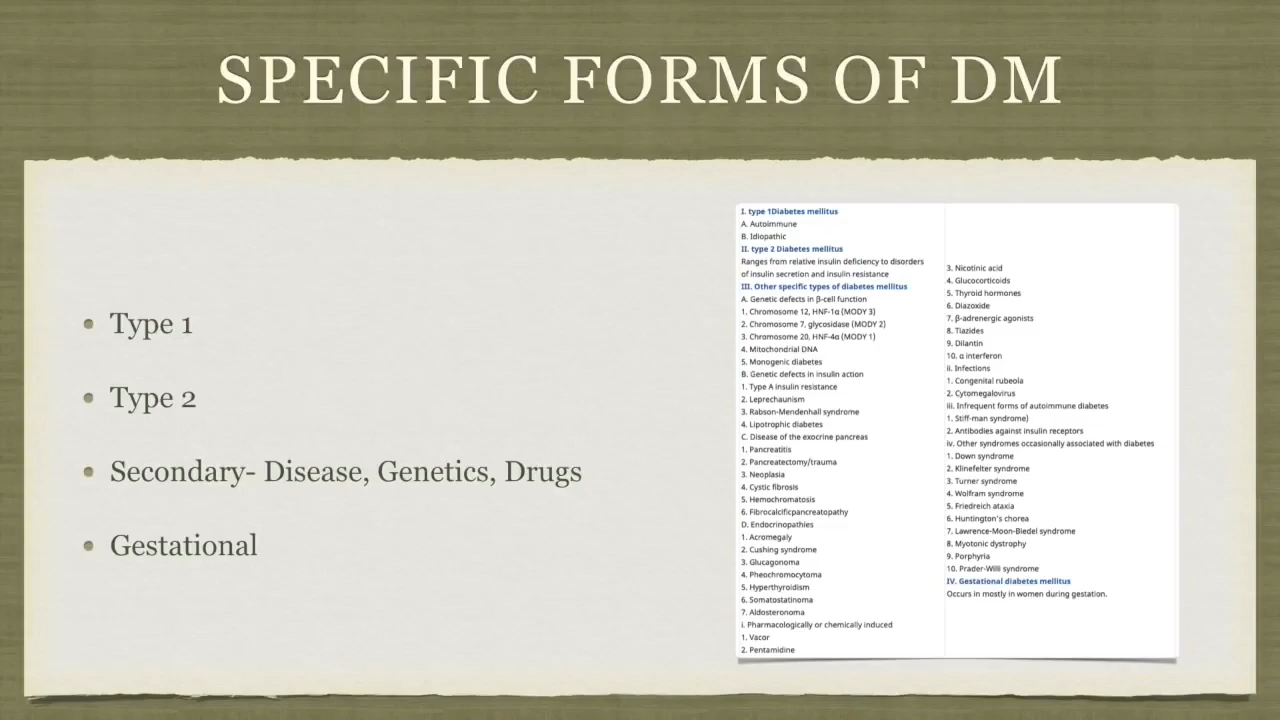 SPECIFIC FORMS OF DM
Type 1
Type 2
Secondary- Disease, Genetics, Drugs
Gestational
I. type 1Diabetes mellitus
A. Autoimmune
B. Idiopathic
II. type 2 Diabetes mellitus
Ranges from relative insulin deficiency to disorders
of insulin secretion and insulin resistance
III. Other specific types of diabetes mellitus
A. Genetic defects in β-cell function
1. Chromosome 12, HNF-1α (MODY 3)
2. Chromosome 7, glycosidase (MODY 2)
3. Chromosome 20, HNF-4α (MODY 1)
4. Mitochondrial DNA
5. Monogenic diabetes
B. Genetic defects in insulin action
1. Type A insulin resistance
2. Leprechaunism
3. Rabson-Mendenhall syndrome
4. Lipotrophic diabetes
C. Disease of the exocrine pancreas
1. Pancreatitis
2. Pancreatectomy/trauma
3. Neoplasia
4. Cystic fibrosis
5. Hemochromatosis
6. Fibrocalcificpancreatopathy
D. Endocrinopathies
1. Acromegaly
2. Cushing syndrome
3. Glucagonoma
4. Pheochromocytoma
5. Hyperthyroidism
6. Somatostatinoma
7. Aldosteronoma
i. Pharmacologically or chemically induced
1. Vacor
2. Pentamidine
3. Nicotinic acid
4. Glucocorticoids
5. Thyroid hormones
6. Diazoxide
7. β-adrenergic agonists
8. Tiazides
9. Dilantin
10. α interferon
ii. Infections
1. Congenital rubeola
2. Cytomegalovirus
iii. Infrequent forms of autoimmune diabetes
1. Stiff-man syndrome)
2. Antibodies against insulin receptors
iv. Other syndromes occasionally associated with diabetes
1. Down syndrome
2. Klinefelter syndrome
3. Turner syndrome
4. Wolfram syndrome
5. Friedreich ataxia
6. Huntington's chorea
7. Lawrence-Moon-Biedel syndrome
8. Myotonic dystrophy
9. Porphyria
10. Prader-Willi syndrome
IV. Gestational diabetes mellitus
Occurs in mostly in women during gestation.